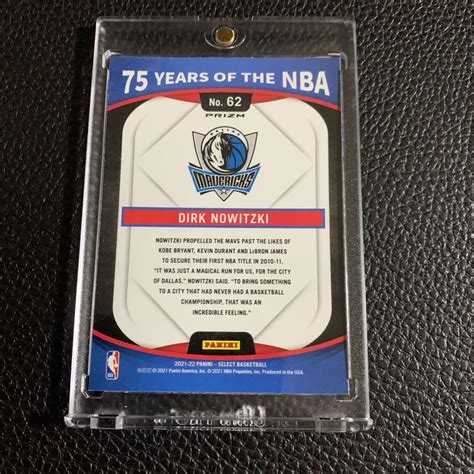 75 YEARS OF THE NBA
No. 62
PRIZM
DALLAS
MAVERICKS
DIRK NOWITZKI
NOWITZKI PROPELLED THE MAVS PAST THE LIKES OF
KOBE BRYANT, KEVIN DURANT AND LeBRON JAMES
TO SECURE THEIR FIRST NBA TITLE IN 2010-11.
"IT WAS JUST A MAGICAL RUN FOR US, FOR THE CITY
OF DALLAS," NOWITZKI SAID. "TO BRING SOMETHING
TO A CITY THAT HAD NEVER HAD A BASKETBALL
CHAMPIONSHIP, THAT WAS AN
INCREDIBLE FEELING."
PANINI
2021-22 PANINI – SELECT BASKETBALL
© 2021 Panini America, Inc. © 2021 NBA Properties, Inc. Produced in the USA.